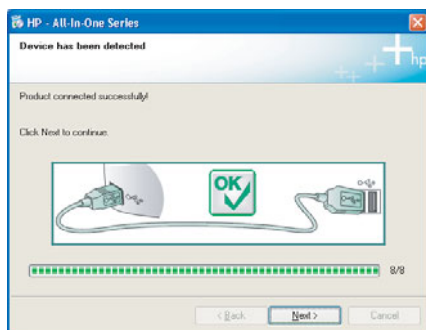 HP - All-In-One Series
Device has been detected
hp
Product connected successfully!
Click Next to continue.
OK
8/8
< Back
Next >
Cancel